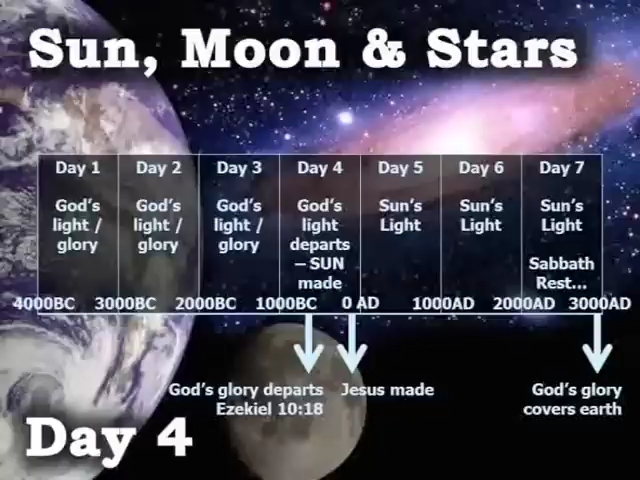 Sun, Moon & Stars
Day 1 Day 2 Day 3 Day 4 Day 5 Day 6 Day 7
God's light / glory
God's light / glory
God's light / glory
God's light departs – SUN made
Sun's Light
Sun's Light
Sun's Light
Sabbath Rest...
4000BC 3000BC 2000BC 1000BC 0 AD 1000AD 2000AD 3000AD
God's glory departs
Ezekiel 10:18
Jesus made
God's glory
covers earth
Day 4